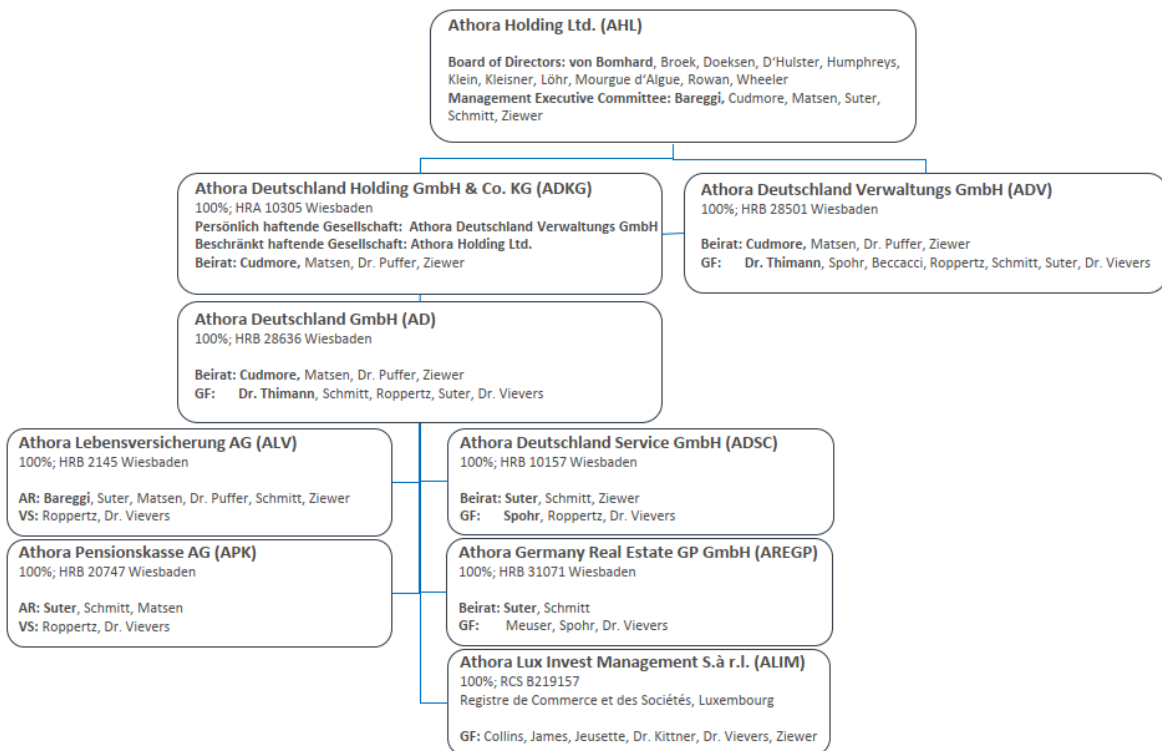 Athora Holding Ltd. (AHL)
Board of Directors: von Bomhard, Broek, Doeksen, D‘Hulster, Humphreys,
Klein, Kleisner, Löhr, Mourgue d‘Algue, Rowan, Wheeler
Management Executive Committee: Bareggi, Cudmore, Matsen, Suter,
Schmitt, Ziewer
Athora Deutschland Holding GmbH & Co. KG (ADKG)
100%; HRA 10305 Wiesbaden
Persönlich haftende Gesellschaft: Athora Deutschland Verwaltungs GmbH
Beschränkt haftende Gesellschaft: Athora Holding Ltd.
Beirat: Cudmore, Matsen, Dr. Puffer, Ziewer
Athora Deutschland Verwaltungs GmbH (ADV)
100%; HRB 28501 Wiesbaden
Beirat: Cudmore, Matsen, Dr. Puffer, Ziewer
GF: Dr. Thimann, Spohr, Beccacci, Roppertz, Schmitt, Suter, Dr. Vievers
Athora Deutschland GmbH (AD)
100%; HRB 28636 Wiesbaden
Beirat: Cudmore, Matsen, Dr. Puffer, Ziewer
GF: Dr. Thimann, Schmitt, Roppertz, Suter, Dr. Vievers
Athora Lebensversicherung AG (ALV)
100%; HRB 2145 Wiesbaden
AR: Bareggi, Suter, Matsen, Dr. Puffer, Schmitt, Ziewer
VS: Roppertz, Dr. Vievers
Athora Deutschland Service GmbH (ADSC)
100%; HRB 10157 Wiesbaden
Beirat: Suter, Schmitt, Ziewer
GF: Spohr, Roppertz, Dr. Vievers
Athora Pensionskasse AG (APK)
100%; HRB 20747 Wiesbaden
AR: Suter, Schmitt, Matsen
VS: Roppertz, Dr. Vievers
Athora Germany Real Estate GP GmbH (AREGP)
100%; HRB 31071 Wiesbaden
Beirat: Suter, Schmitt
GF: Meuser, Spohr, Dr. Vievers
Athora Lux Invest Management S.à r.l. (ALIM)
100%; RCS B219157
Registre de Commerce et des Sociétés, Luxembourg
GF: Collins, James, Jeusette, Dr. Kittner, Dr. Vievers, Ziewer